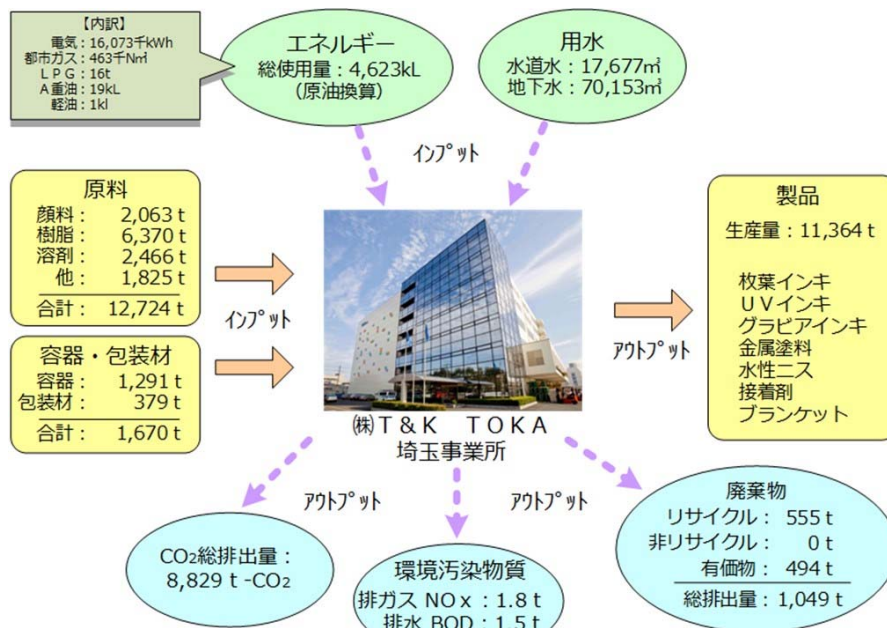 【内訳】
電気：16,073千kWh
都市ガス：463千N㎥
ＬＰＧ：16t
Ａ重油：19kL
軽油：1kl
エネルギー
総使用量：4,623kL
（原油換算）
用水
水道水：17,677㎥
地下水：70,153㎥
ｲﾝﾌﾟｯﾄ
原料
顔料： 2,063 t
樹脂： 6,370 t
溶剤： 2,466 t
他： 1,825 t
合計： 12,724 t
ｲﾝﾌﾟｯﾄ
容器・包装材
容器： 1,291 t
包装材： 379 t
合計： 1,670 t
㈱Ｔ＆Ｋ ＴＯＫＡ
埼玉事業所
ｱｳﾄﾌﾟｯﾄ
製品
生産量：11,364 t
枚葉インキ
ＵＶインキ
グラビアインキ
金属塗料
水性ニス
接着剤
ブランケット
ｱｳﾄﾌﾟｯﾄ
ｱｳﾄﾌﾟｯﾄ
CO₂総排出量：
8,829 t -CO₂
環境汚染物質
排ガス NOｘ：1.8 t
排水 BOD：1.5 t
廃棄物
リサイクル： 555 t
非リサイクル： 0 t
有価物： 494 t
総排出量：1,049 t